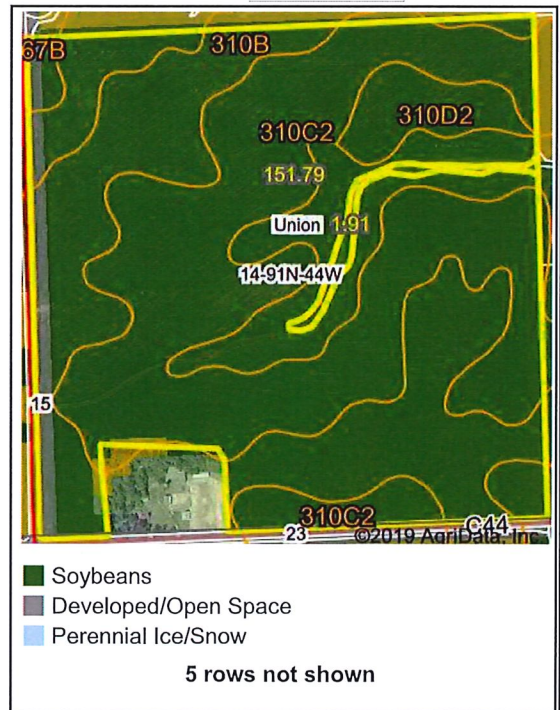 67B
310B
310C2
310D2
151.79
Union 1.91
14-91N-44W
15
310C2
C44
23
©2019 AgriData, Inc.
Soybeans
Developed/Open Space
Perennial Ice/Snow
5 rows not shown